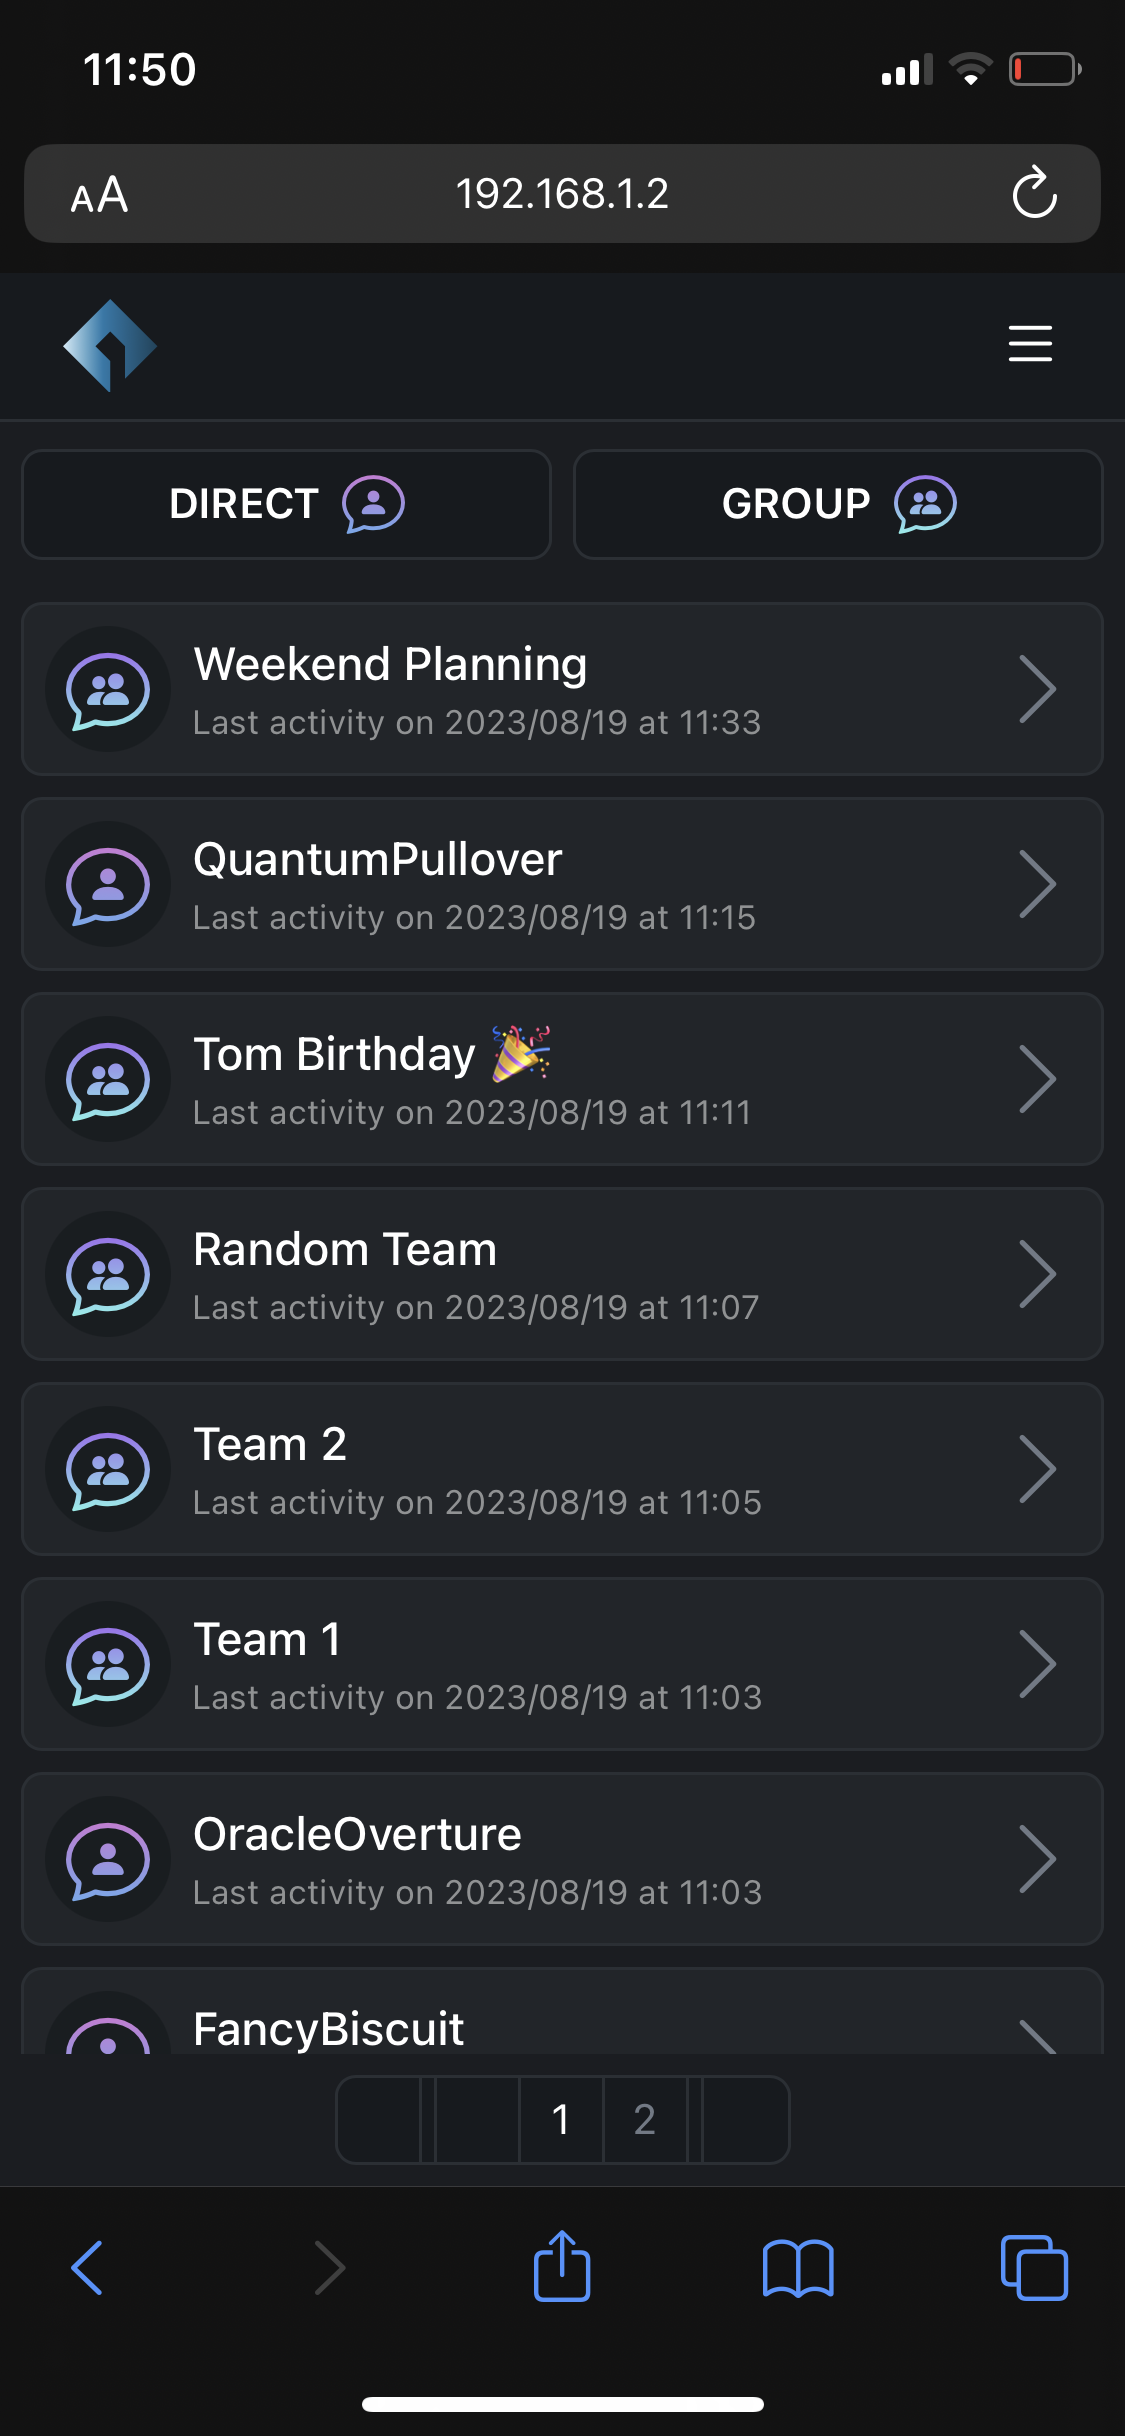 11:50
AA
192.168.1.2
DIRECT
GROUP
Weekend Planning
Last activity on 2023/08/19 at 11:33
QuantumPullover
Last activity on 2023/08/19 at 11:15
Tom Birthday 🎉
Last activity on 2023/08/19 at 11:11
Random Team
Last activity on 2023/08/19 at 11:07
Team 2
Last activity on 2023/08/19 at 11:05
Team 1
Last activity on 2023/08/19 at 11:03
OracleOverture
Last activity on 2023/08/19 at 11:03
FancyBiscuit
1 2